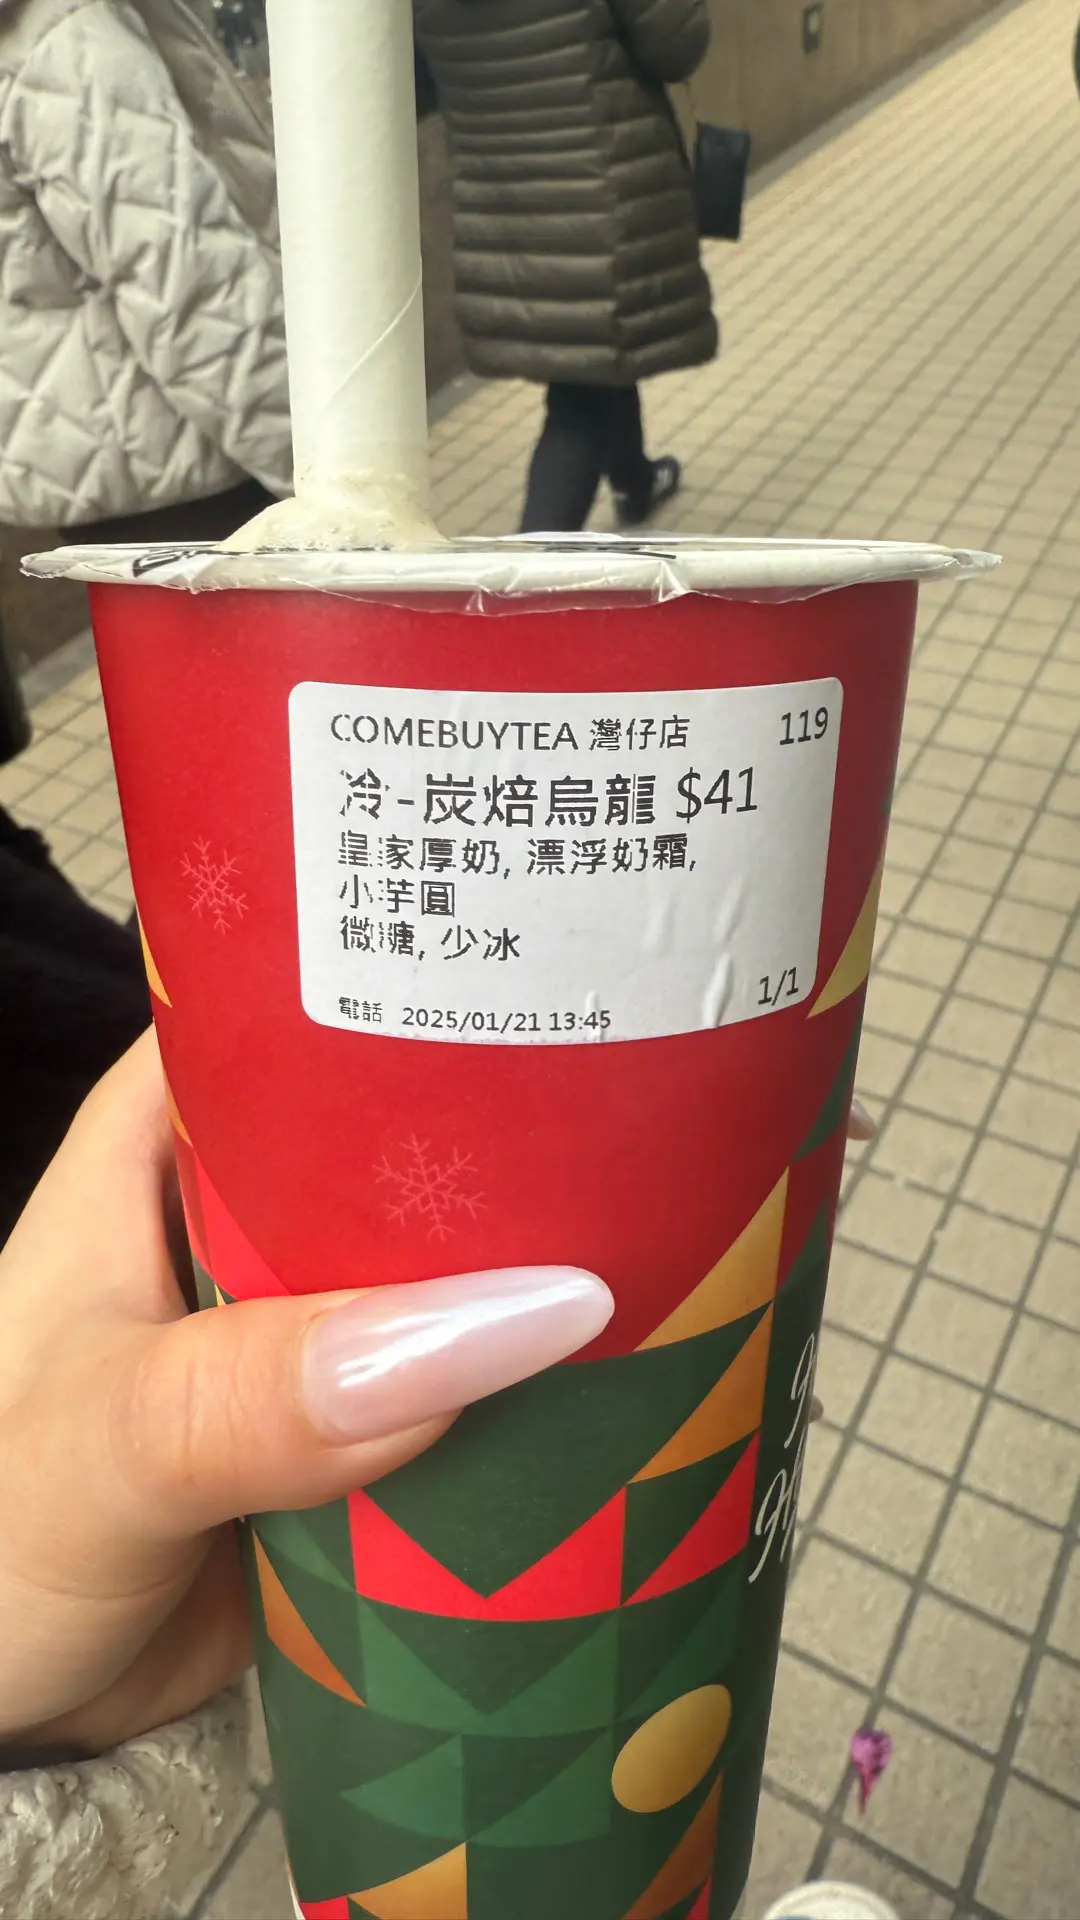 COMEBUYTEA 灣仔店 119
冷-炭焙烏龍 $41
皇家厚奶, 漂浮奶霜,
小芋圓
微糖, 少冰
1/1
電話 2025/01/21 13:45